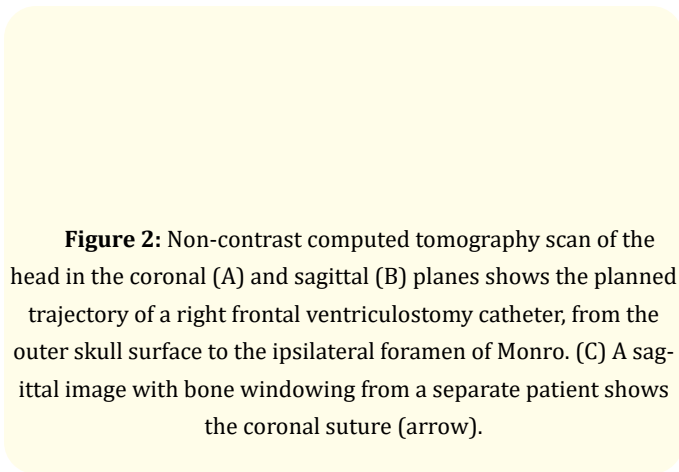 Figure 2: Non-contrast computed tomography scan of the
head in the coronal (A) and sagittal (B) planes shows the planned
trajectory of a right frontal ventriculostomy catheter, from the
outer skull surface to the ipsilateral foramen of Monro. (C) A sag-
ittal image with bone windowing from a separate patient shows
the coronal suture (arrow).